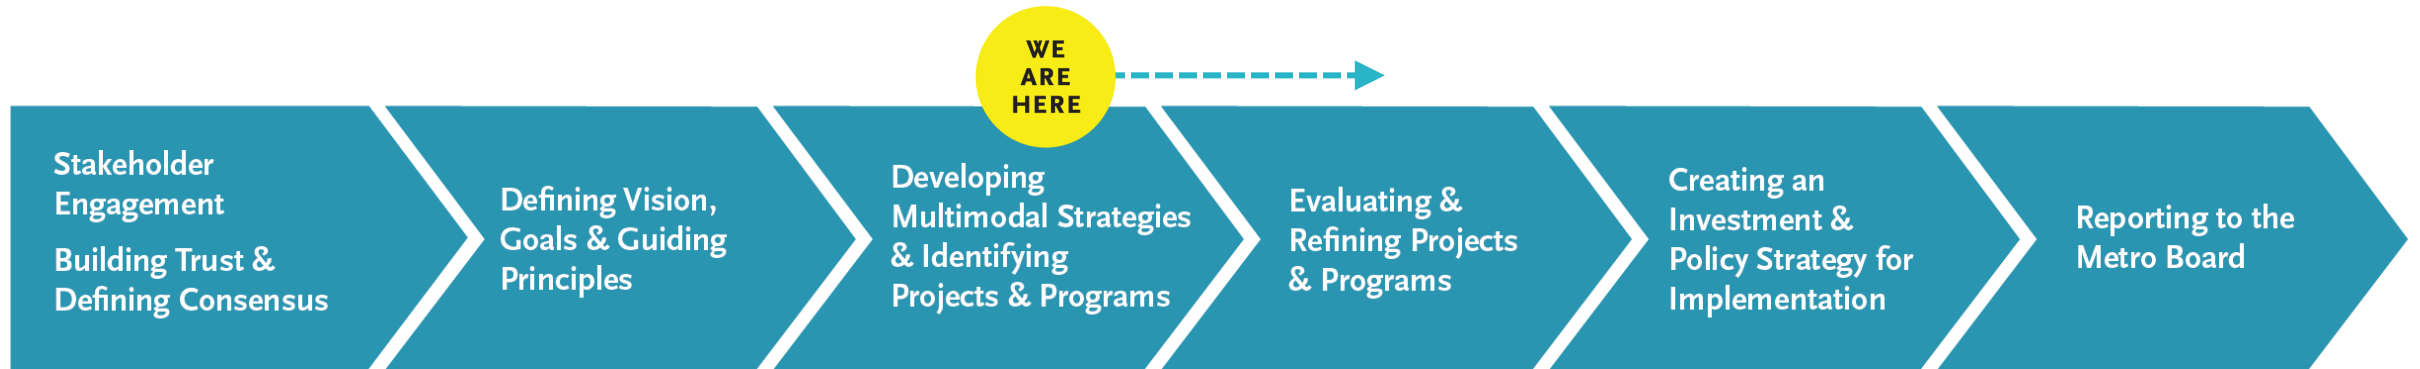 WE
ARE
HERE
Stakeholder
Engagement
Building Trust &
Defining Consensus
Defining Vision,
Goals & Guiding
Principles
Developing
Multimodal Strategies
& Identifying
Projects & Programs
Evaluating &
Refining Projects
& Programs
Creating an
Investment &
Policy Strategy for
Implementation
Reporting to the
Metro Board